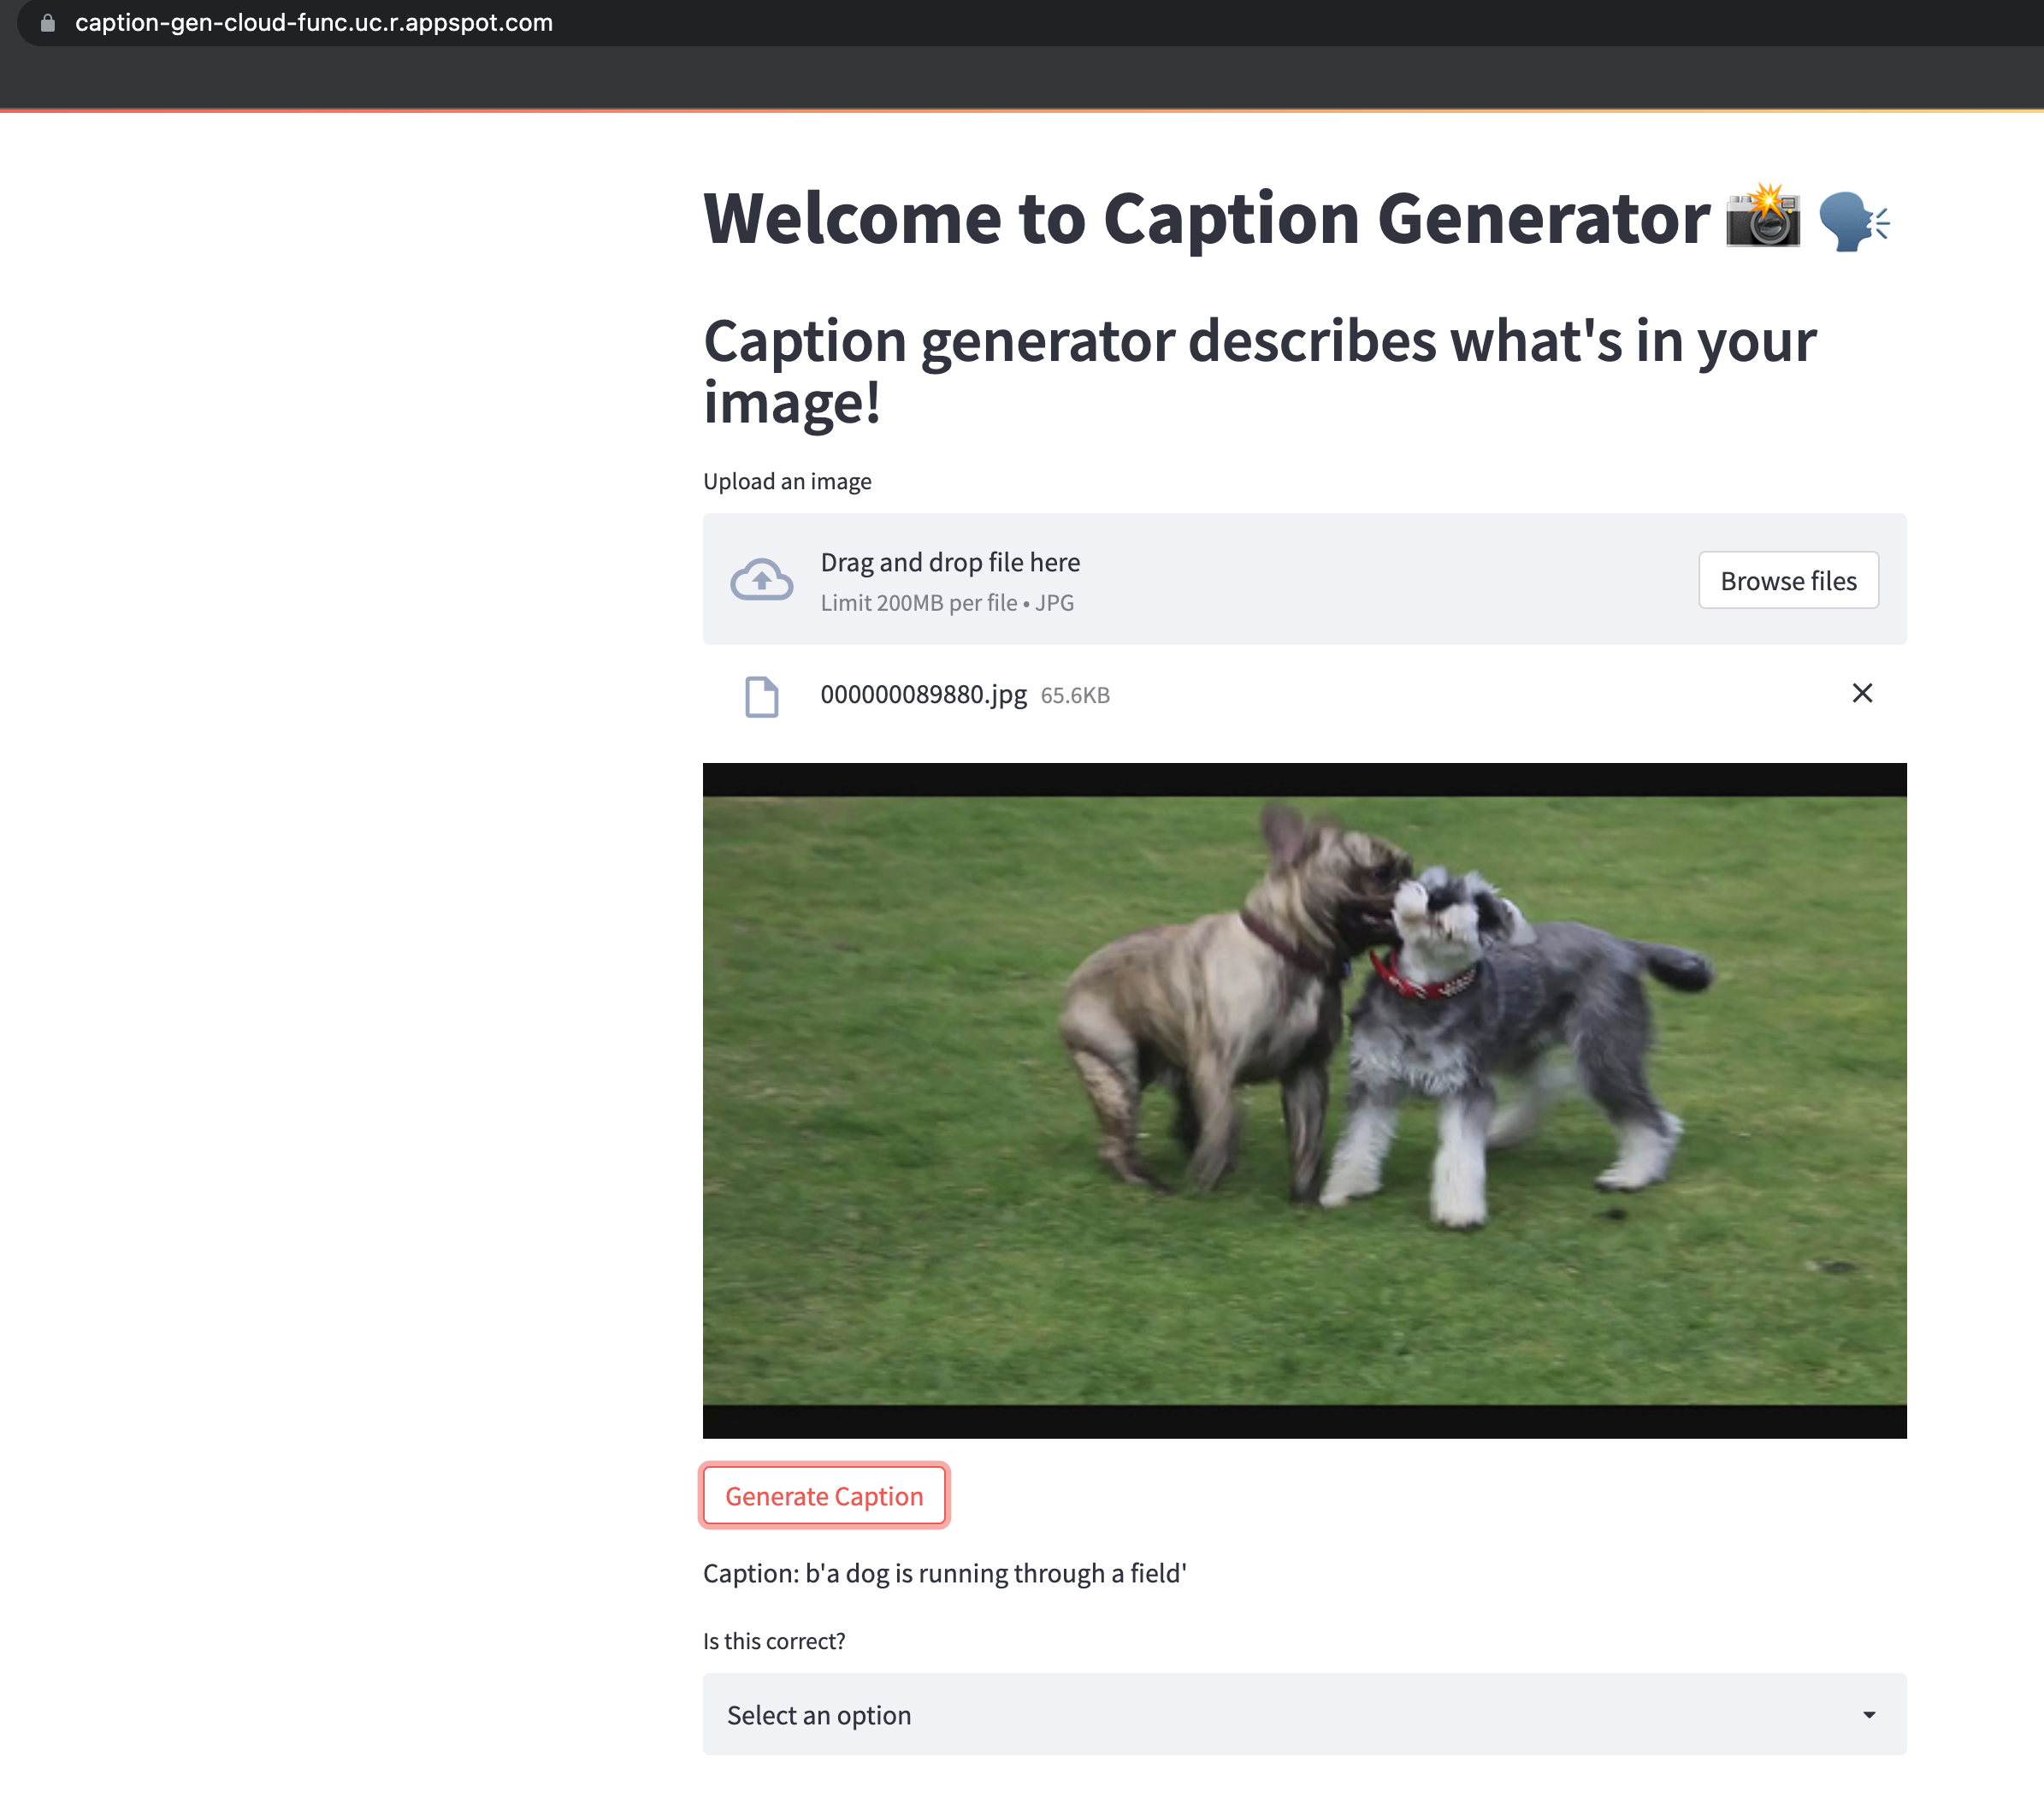 caption-gen-cloud-func.uc.r.appspot.com
Welcome to Caption Generator 📸 🗣️
Caption generator describes what's in your
image!
Upload an image
Drag and drop file here
Limit 200MB per file • JPG
Browse files
000000089880.jpg 65.6KB
Generate Caption
Caption: b'a dog is running through a field'
Is this correct?
Select an option